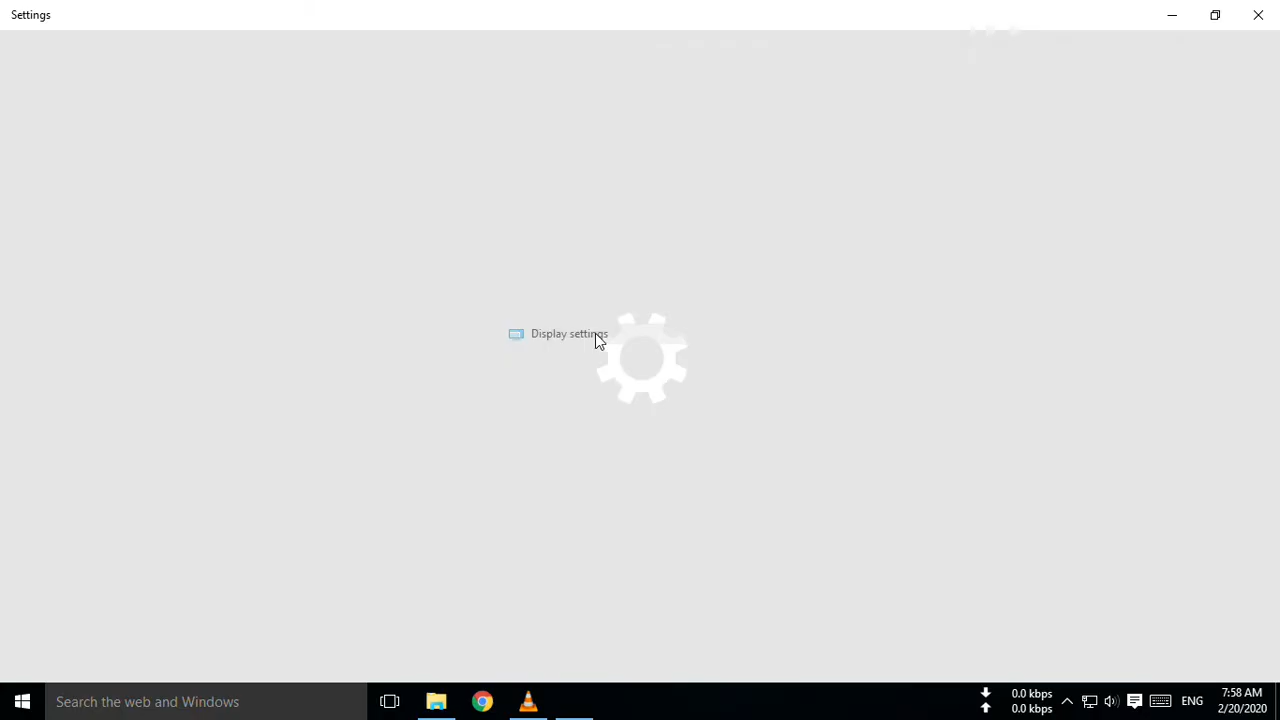 Settings
Display settings
Search the web and Windows
0.0 kbps
0.0 kbps
ENG
7:58 AM
2/20/2020